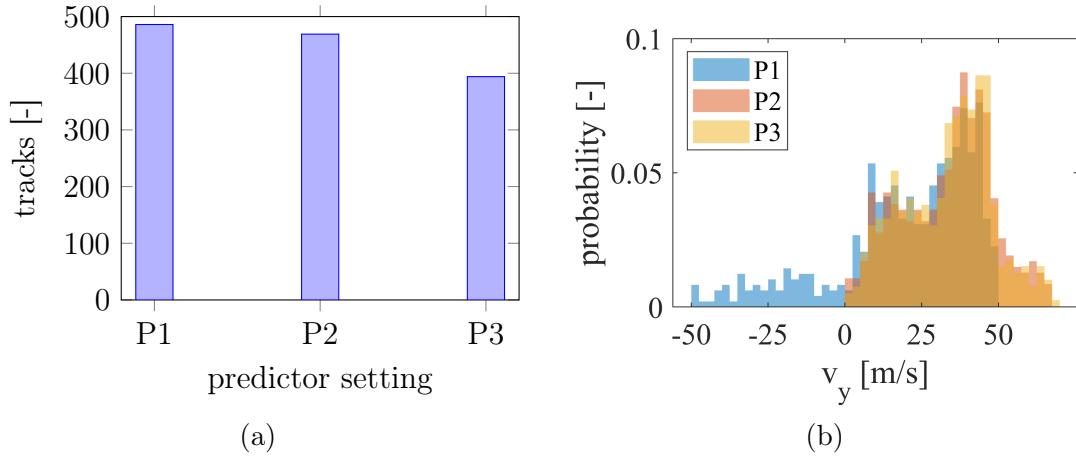 500
400
300
200
100
0
tracks [-]
P1 P2 P3
predictor setting
(a)
0.1
0.05
0
probability [-]
P1
P2
P3
-50 -25 0 25 50
v_y [m/s]
(b)